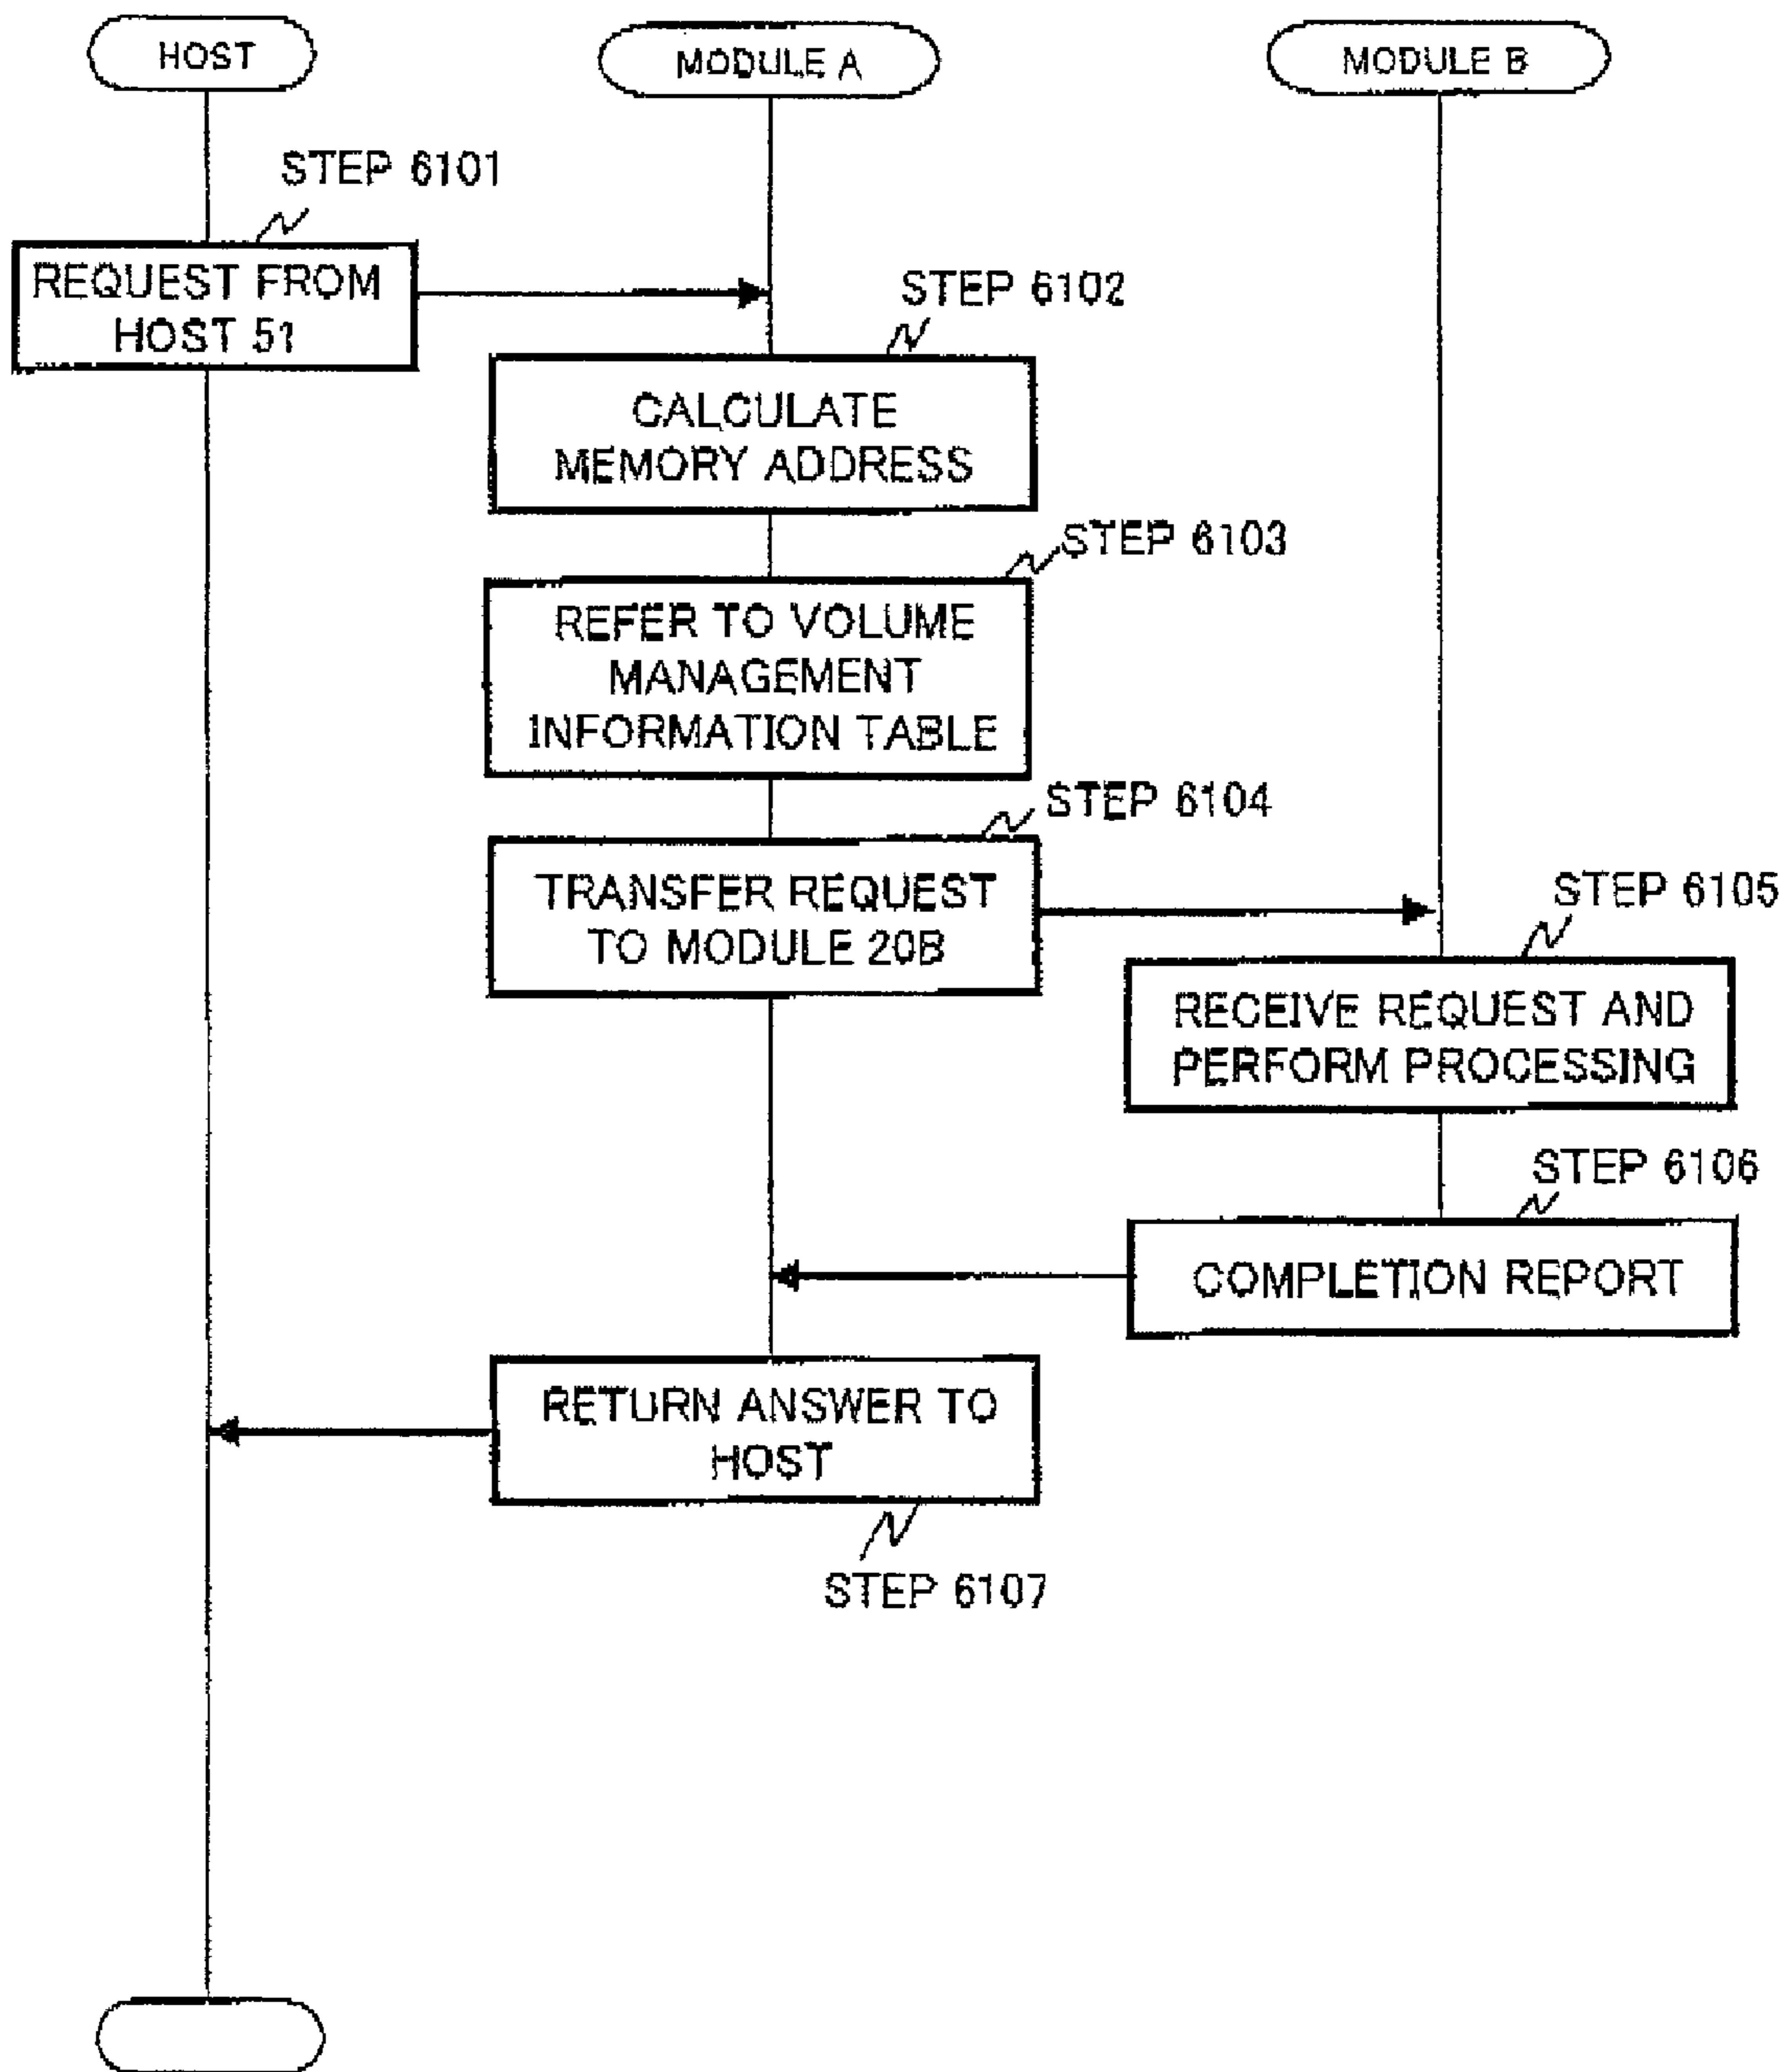 HOST
MODULE A
MODULE B
STEP 6101
REQUEST FROM
HOST 51
STEP 6102
CALCULATE
MEMORY ADDRESS
STEP 6103
REFER TO VOLUME
MANAGEMENT
INFORMATION TABLE
STEP 6104
TRANSFER REQUEST
TO MODULE 20B
STEP 6105
RECEIVE REQUEST AND
PERFORM PROCESSING
STEP 6106
COMPLETION REPORT
RETURN ANSWER TO
HOST
STEP 6107